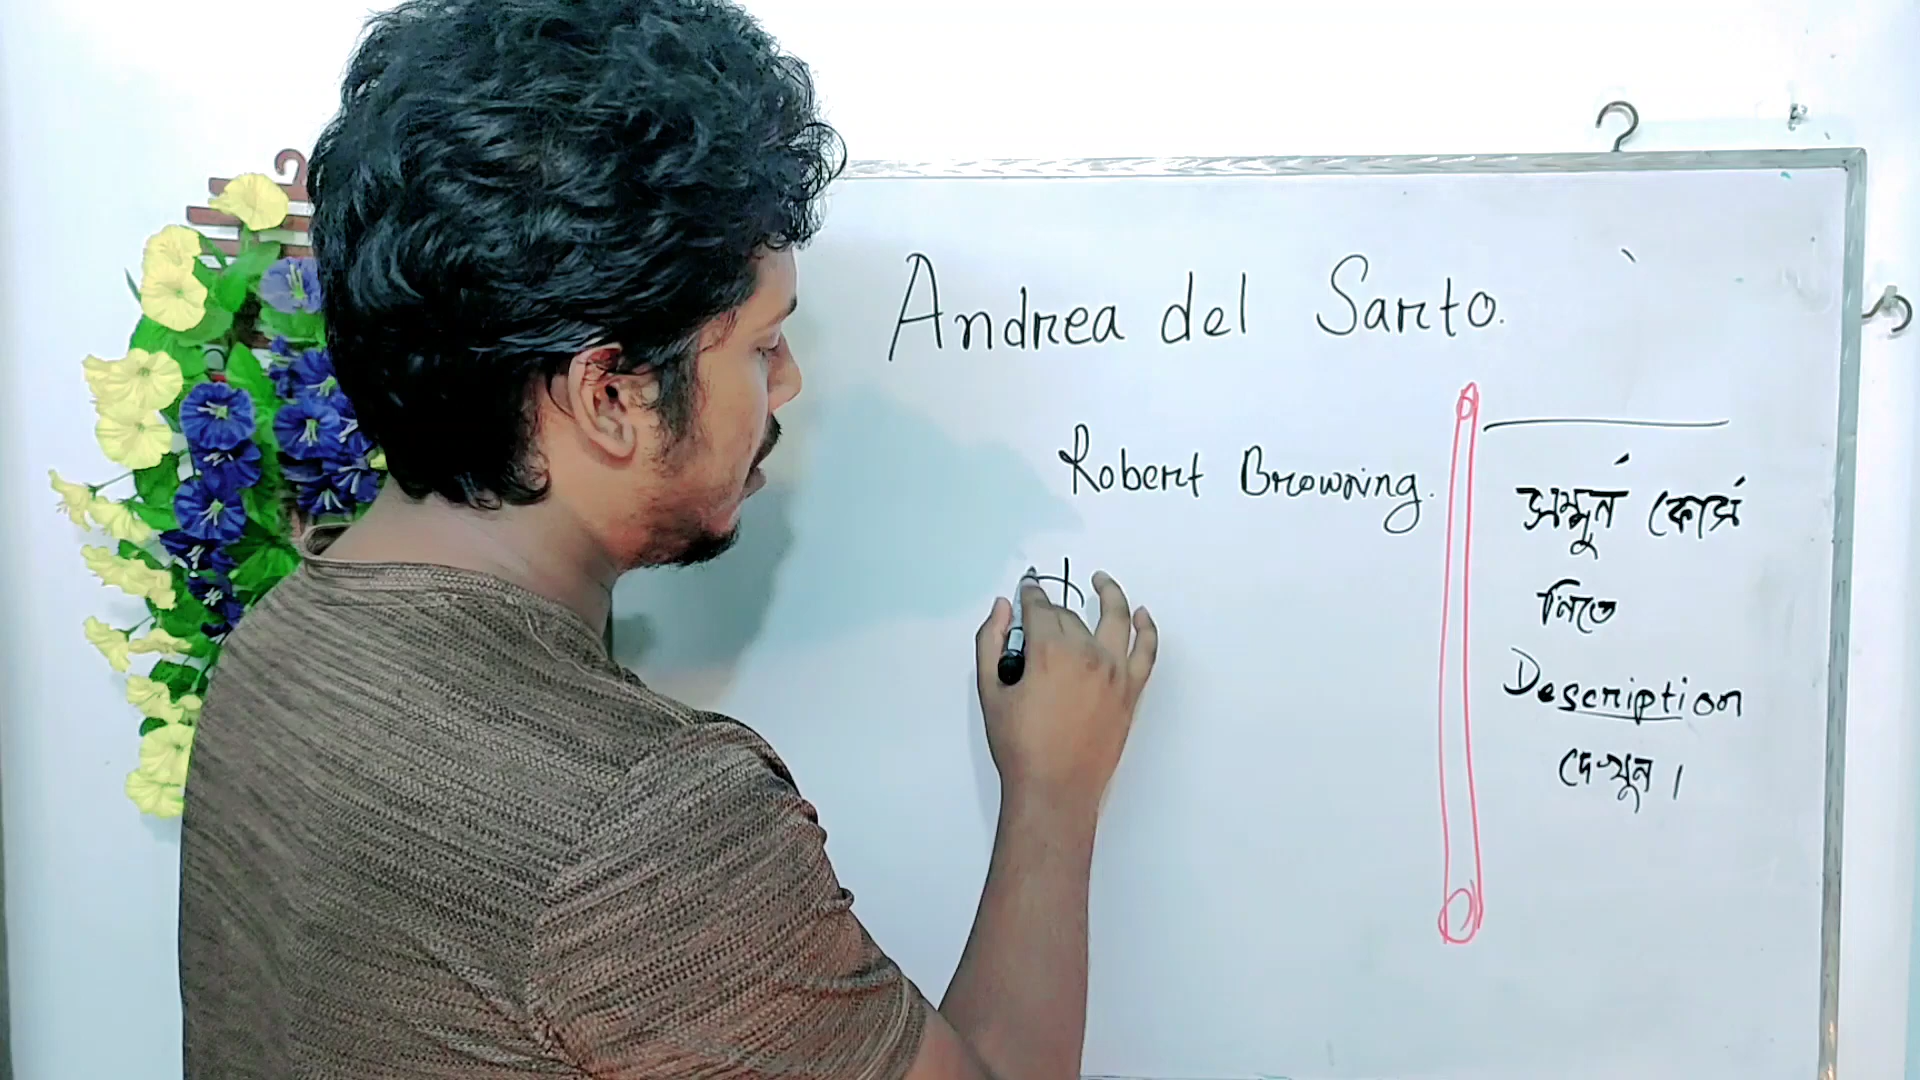 Andrea del Sarto.
Robert Browning.
সম্পূর্ন কোর্স
নিতে
Description
দেখুন।